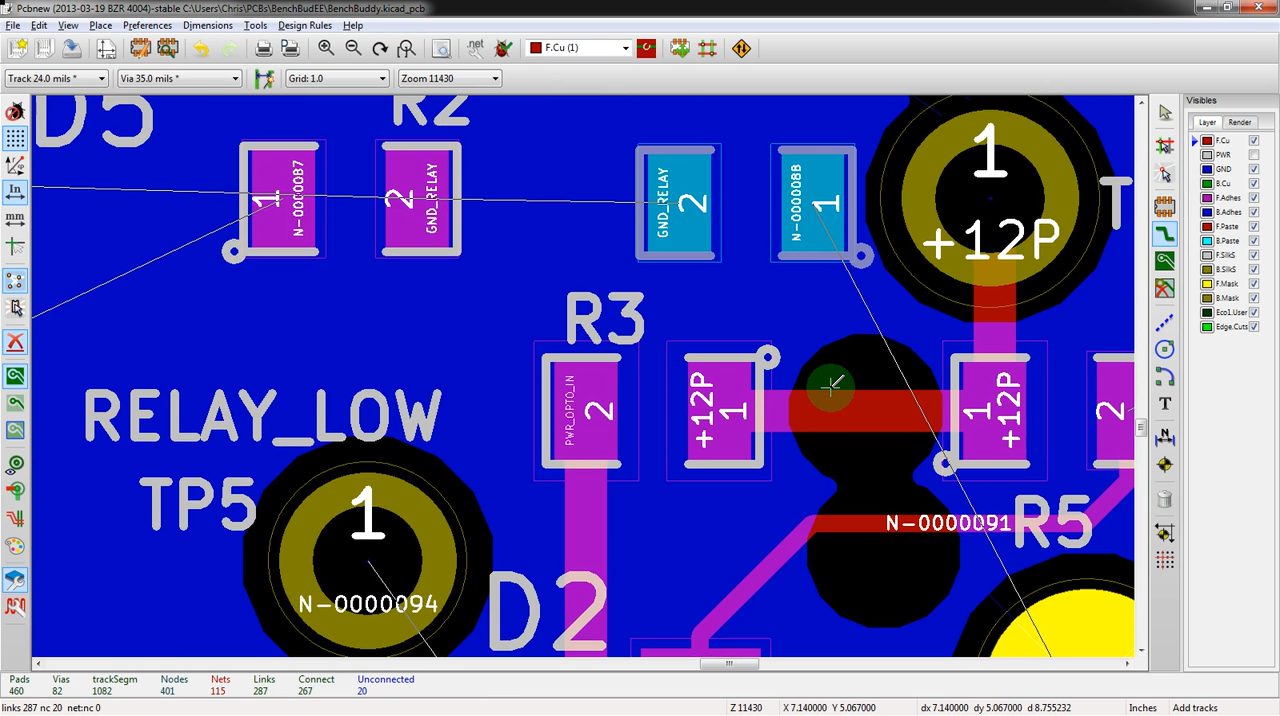 Pcbnew (2013-03-19 BZR 4004)-stable C:\Users\Chris\PCBs\BenchBudEE\BenchBuddy.kicad_pcb
File Edit View Place Preferences Dimensions Tools Design Rules Help
.net F.Cu (1)
Track 24.0 mils * Via 35.0 mils * Grid: 1.0 Zoom 11430
Visibles
Layer Render
F.Cu
PWR
GND
B.Cu
F.Adhes
B.Adhes
F.Paste
B.Paste
F.SilkS
B.SilkS
F.Mask
B.Mask
Eco1.User
Edge.Cuts
In
mm
D5
R2
1
N-0000087
2
GND_RELAY
GND_RELAY
2
N-0000088
1
1
+12P
T
R3
PWR_OPTO_IN
2
+12P
1
1
+12P
2
RELAY_LOW
TP5
1
N-0000094
D2
N-0000091
R5
T
N
Pads Vias trackSegm Nodes Nets Links Connect Unconnected
460 82 1082 401 115 287 267 20
links 287 nc 20 net:nc 0
Z 11430
X 7.140000 Y 5.067000
dx 7.140000 dy 5.067000 d 8.755232
Inches
Add tracks